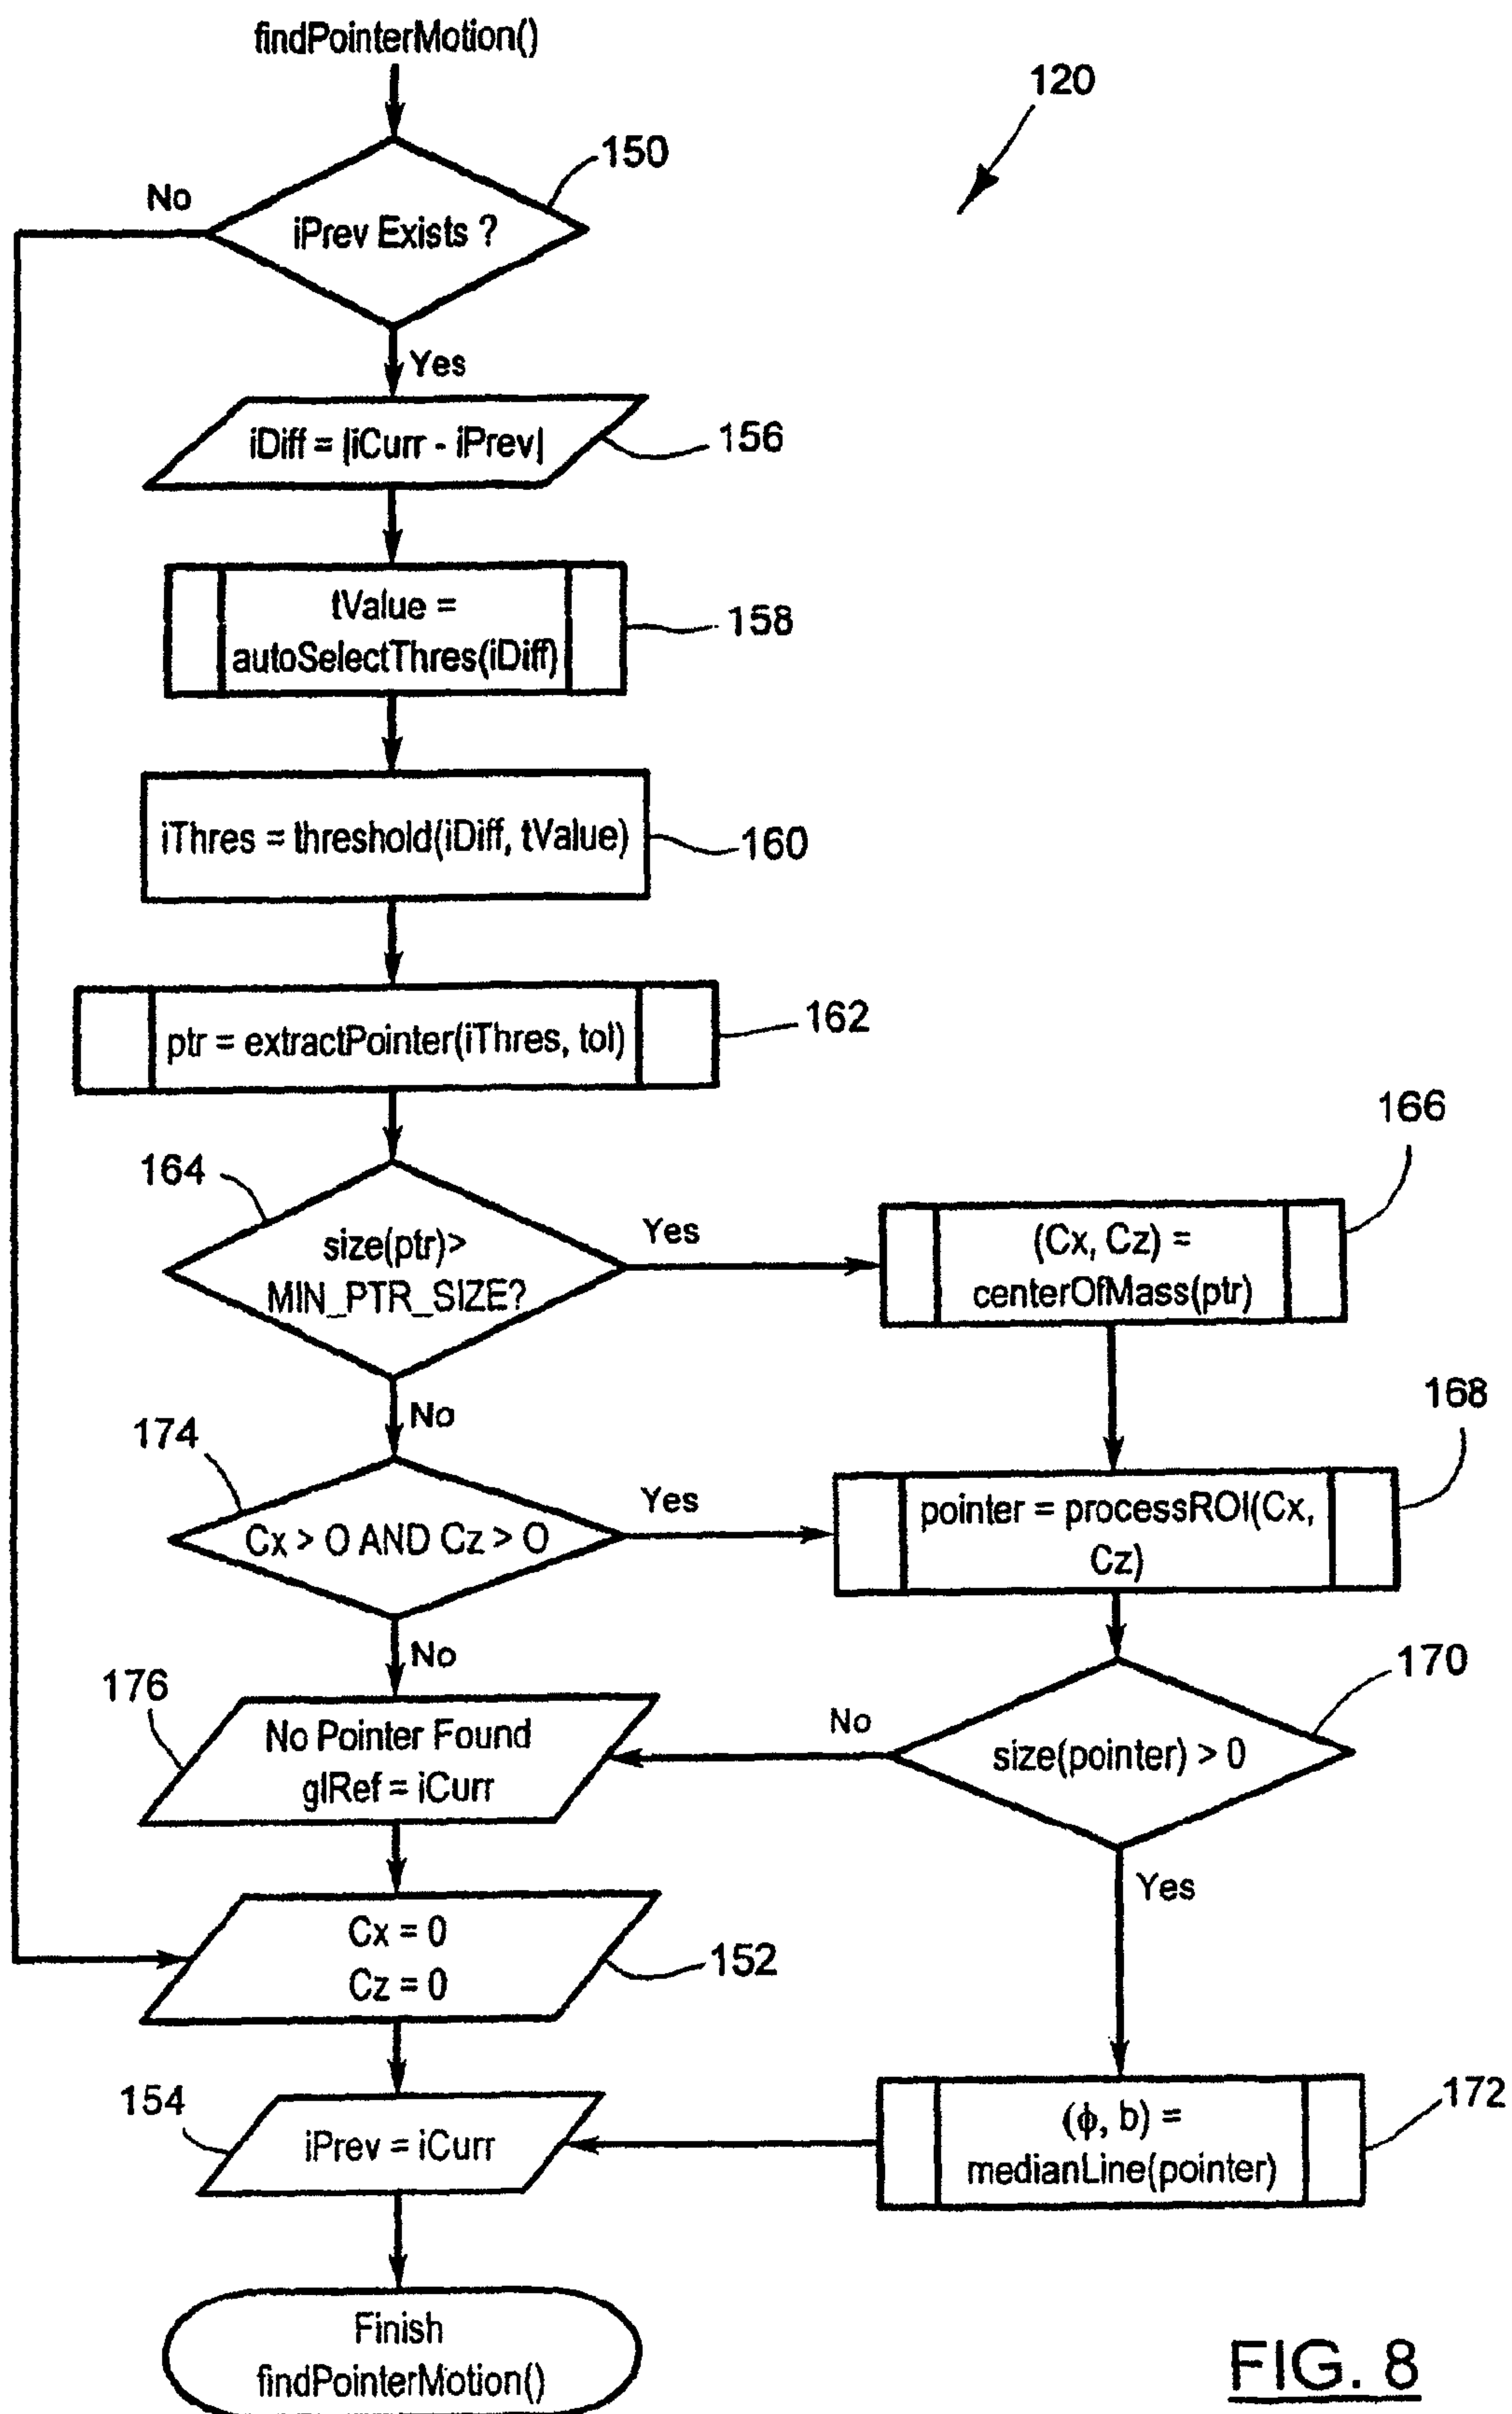 findPointerMotion()
120
150
No
iPrev Exists ?
Yes
iDiff = |iCurr - iPrev|
156
tValue =
autoSelectThres(iDiff)
158
iThres = threshold(iDiff, tValue)
160
ptr = extractPointer(iThres, tol)
162
164
size(ptr)>
MIN_PTR_SIZE?
Yes
166
(Cx, Cz) =
centerOfMass(ptr)
No
174
Cx > O AND Cz > O
Yes
168
pointer = processROI(Cx,
Cz)
No
176
No Pointer Found
glRef = iCurr
No
170
size(pointer) > 0
Yes
Cx = 0
Cz = 0
152
154
iPrev = iCurr
172
(ϕ, b) =
medianLine(pointer)
Finish
findPointerMotion()
FIG. 8